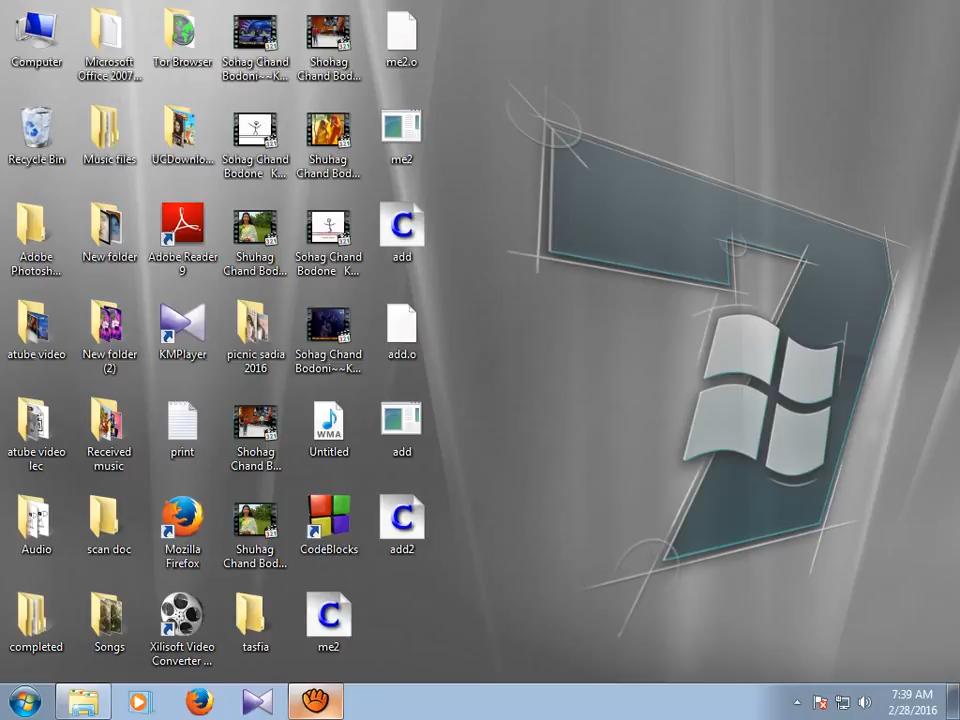 Computer
Microsoft
Office 2007...
Tor Browser
Sohag Chand
Bodoni~~K...
Shohag
Chand Bod...
me2.o
Recycle Bin
Music files
UCDownlo...
Sohag Chand
Bodone K...
Shuhag
Chand Bod...
me2
Adobe
Photosh...
New folder
Adobe Reader
9
Shuhag
Chand Bod...
Sohag Chand
Bodone K...
C
add
atube video
New folder
(2)
KMPlayer
picnic sadia
2016
Sohag Chand
Bodoni~~K...
add.o
atube video
lec
Received
music
print
Shohag
Chand B...
WMA
Untitled
add
Audio
scan doc
Mozilla
Firefox
Shuhag
Chand Bod...
CodeBlocks
C
add2
completed
Songs
Xilisoft Video
Converter ...
tasfia
C
me2
7:39 AM
2/28/2016